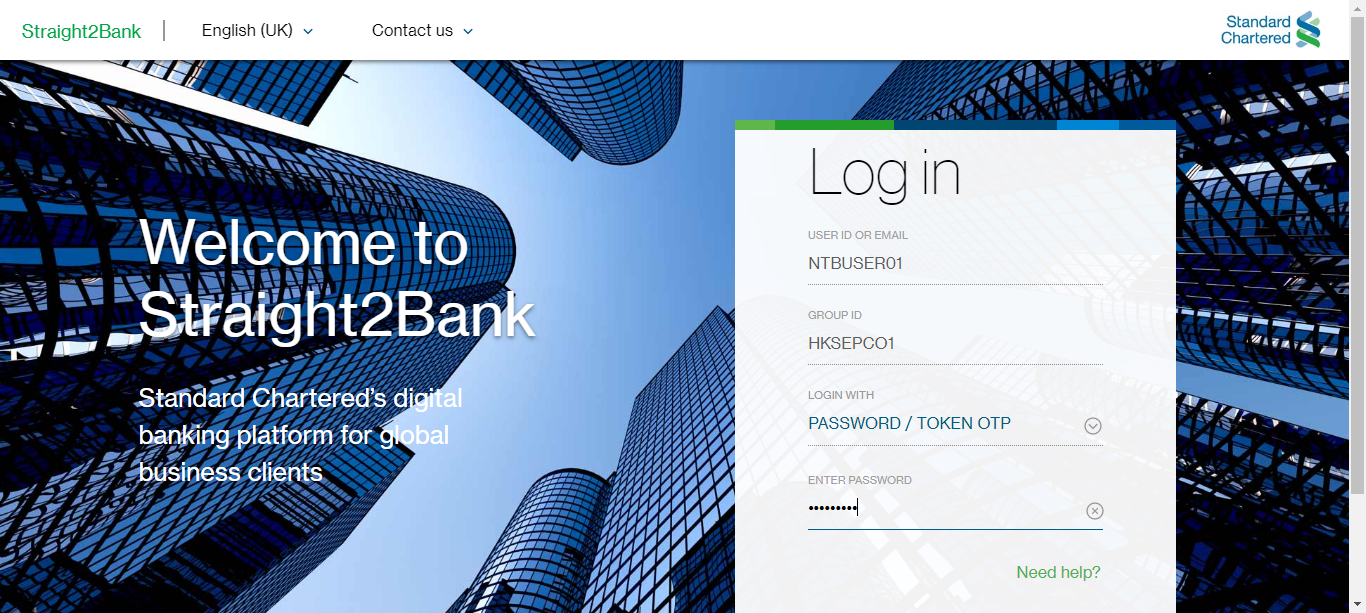 Straight2Bank
English (UK)
Contact us
Standard
Chartered
Welcome to
Straight2Bank
Standard Chartered's digital
banking platform for global
business clients
Log in
USER ID OR EMAIL
NTBUSER01
GROUP ID
HKSEPCO1
LOGIN WITH
PASSWORD / TOKEN OTP
ENTER PASSWORD
•••••••••
Need help?